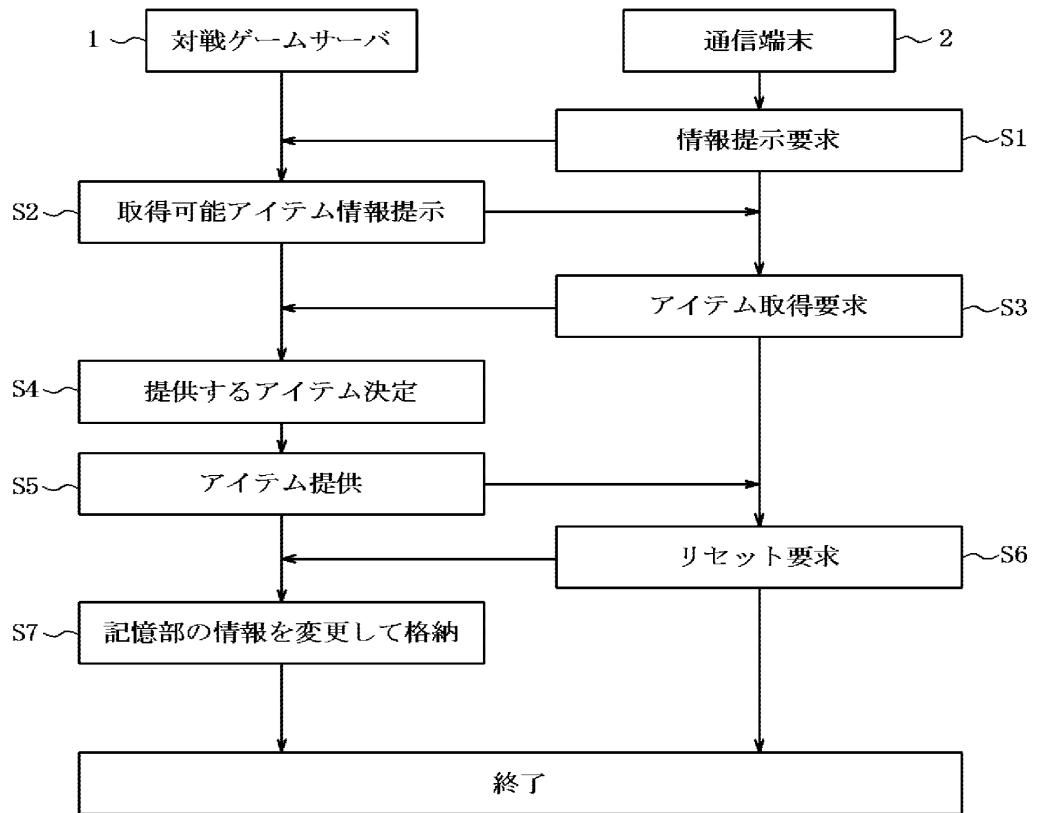 1 対戦ゲームサーバ
通信端末 2
情報提示要求 S1
S2 取得可能アイテム情報提示
アイテム取得要求 S3
S4 提供するアイテム決定
S5 アイテム提供
リセット要求 S6
S7 記憶部の情報を変更して格納
終了